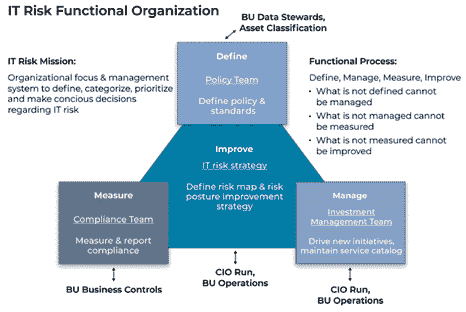 IT Risk Functional Organization
BU Data Stewards,
Asset Classification
IT Risk Mission:
Organizational focus & management
system to define, categorize, prioritize
and make concious decisions
regarding IT risk
Define
Policy Team
Define policy &
standards
Functional Process:
Define, Manage, Measure, Improve
• What is not defined cannot
be managed
• What is not managed cannot
be measured
• What is not measured cannot
be improved
Improve
IT risk strategy
Define risk map & risk
posture improvement
strategy
Measure
Compliance Team
Measure & report
compliance
Manage
Investment
Management Team
Drive new initiatives,
maintain service catalog
BU Business Controls
CIO Run,
BU Operations
CIO Run,
BU Operations